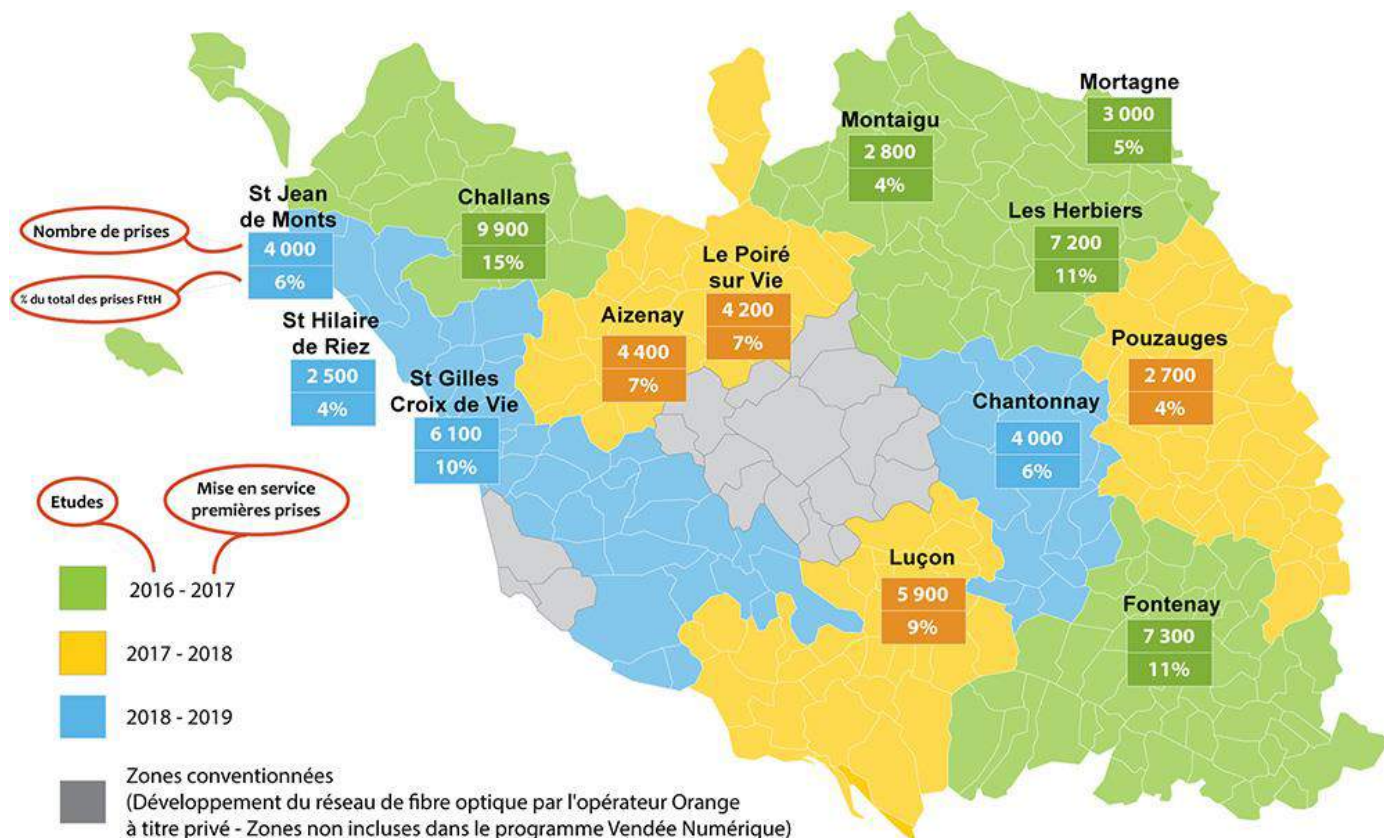 Mortagne
3 000
5%
Montaigu
2 800
4%
St Jean
de Monts
4 000
6%
Nombre de prises
% du total des prises FttH
Challans
9 900
15%
Les Herbiers
7 200
11%
Le Poiré
sur Vie
4 200
7%
Aizenay
4 400
7%
St Hilaire
de Riez
2 500
4%
St Gilles
Croix de Vie
6 100
10%
Pouzauges
2 700
4%
Chantonnay
4 000
6%
Luçon
5 900
9%
Fontenay
7 300
11%
Etudes
Mise en service
premières prises
2016 - 2017
2017 - 2018
2018 - 2019
Zones conventionnées
(Développement du réseau de fibre optique par l'opérateur Orange
à titre privé - Zones non incluses dans le programme Vendée Numérique)